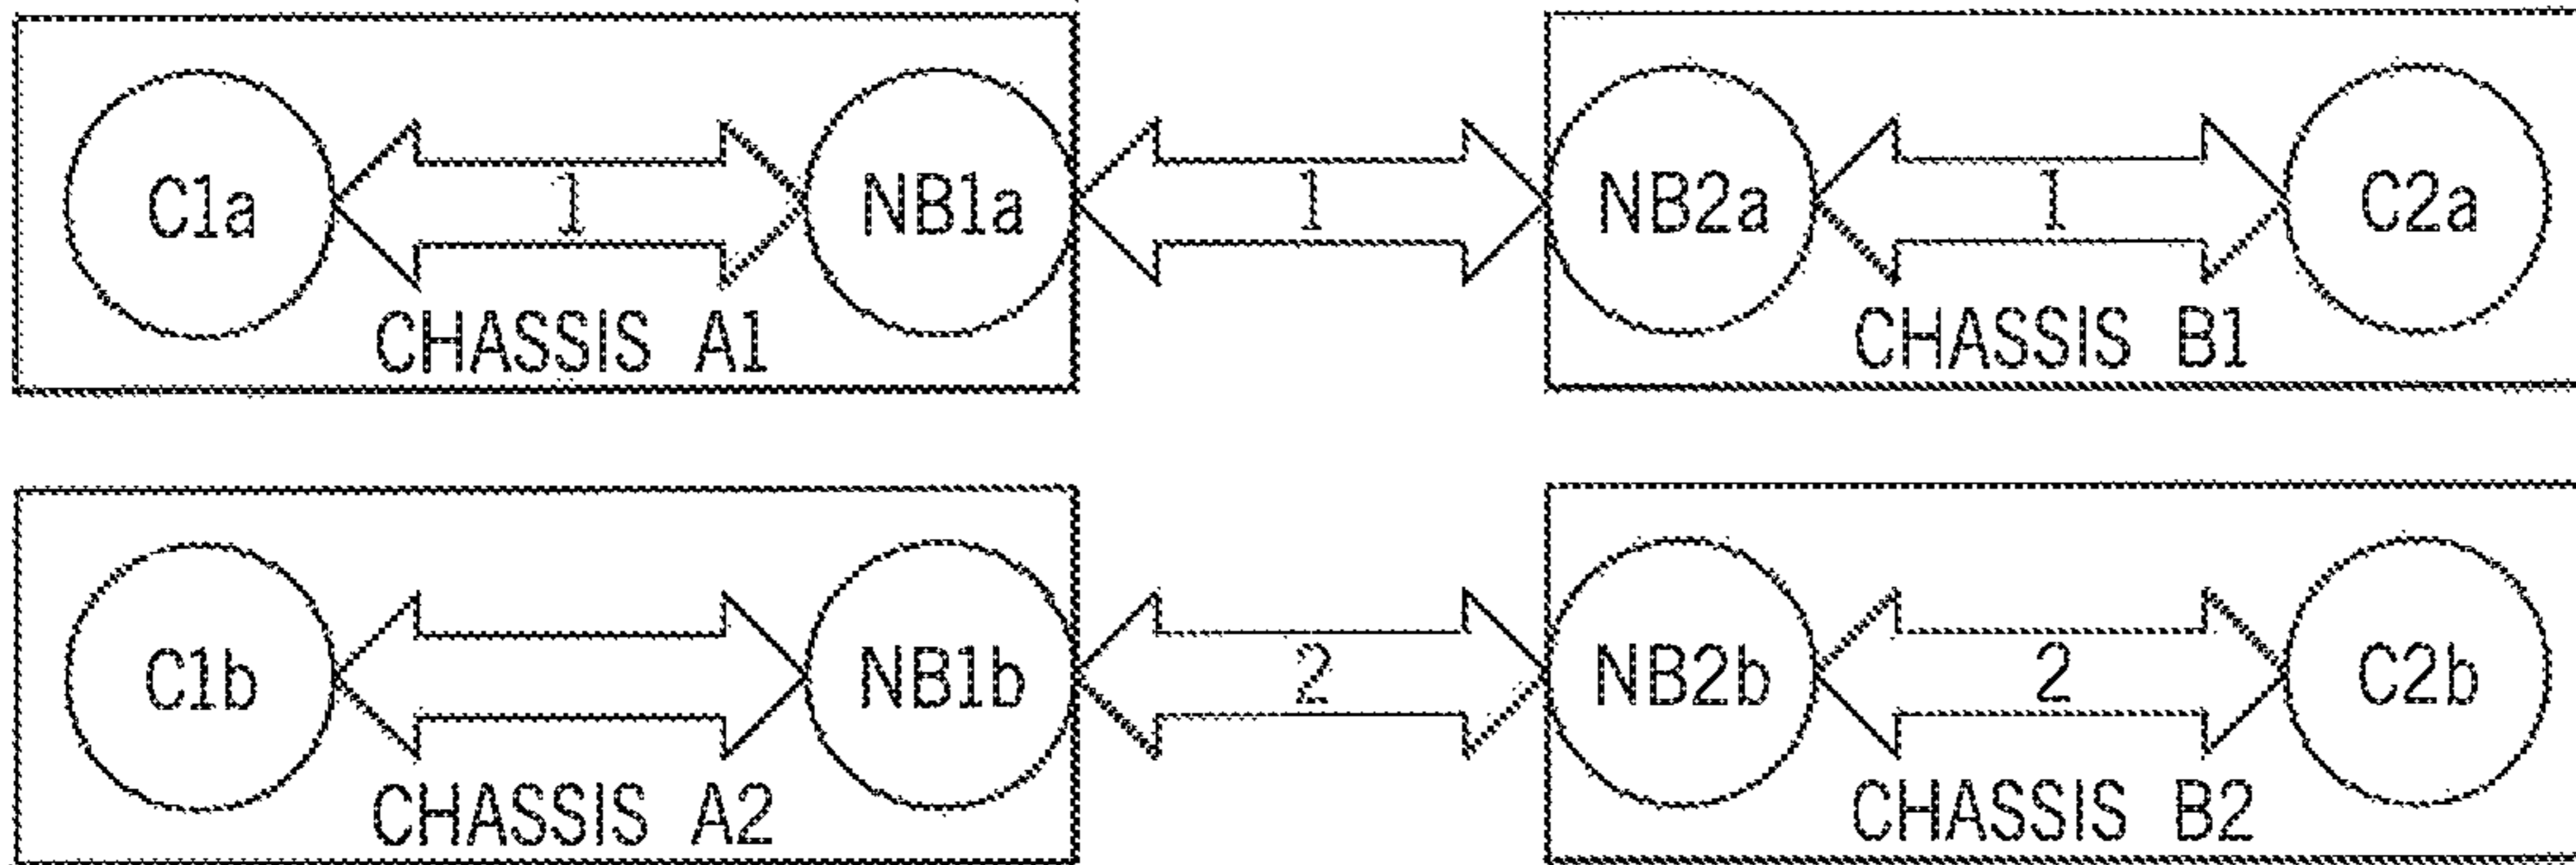 C1a 1 NB1a 1 NB2a 1 C2a
CHASSIS A1 CHASSIS B1
C1b NB1b 2 NB2b 2 C2b
CHASSIS A2 CHASSIS B2